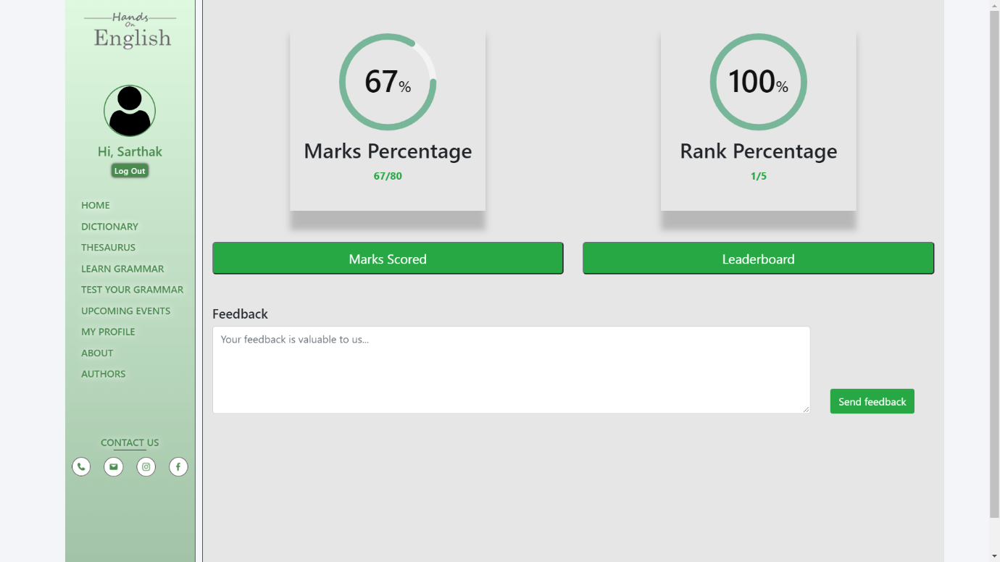 Hands
On
English
Hi, Sarthak
Log Out
HOME
DICTIONARY
THESAURUS
LEARN GRAMMAR
TEST YOUR GRAMMAR
UPCOMING EVENTS
MY PROFILE
ABOUT
AUTHORS
CONTACT US
67%
Marks Percentage
67/80
100%
Rank Percentage
1/5
Marks Scored
Leaderboard
Feedback
Your feedback is valuable to us...
Send feedback